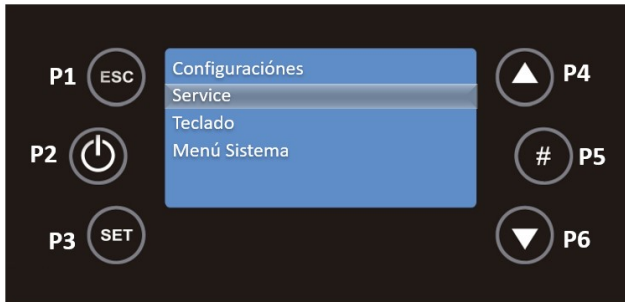 P1 ESC
P2
P3 SET
Configuraciónes
Service
Teclado
Menú Sistema
P4
# P5
P6